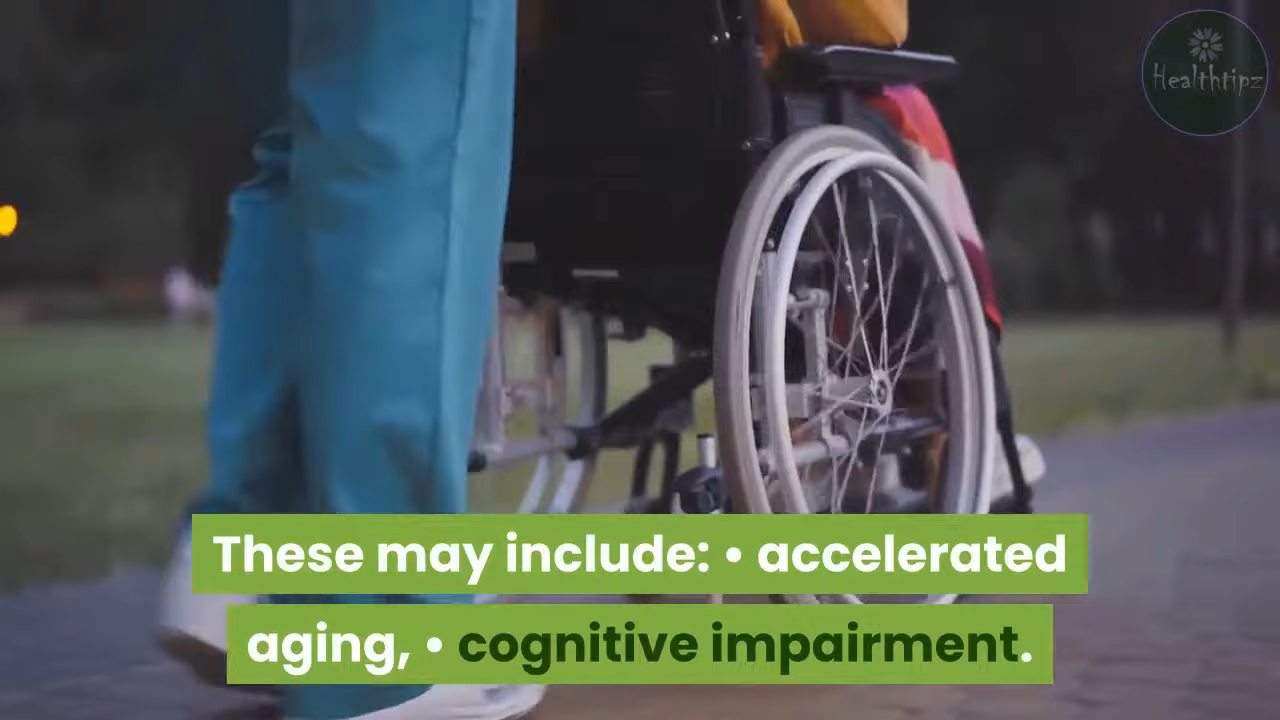 Healthtipz
These may include: • accelerated
aging, • cognitive impairment.